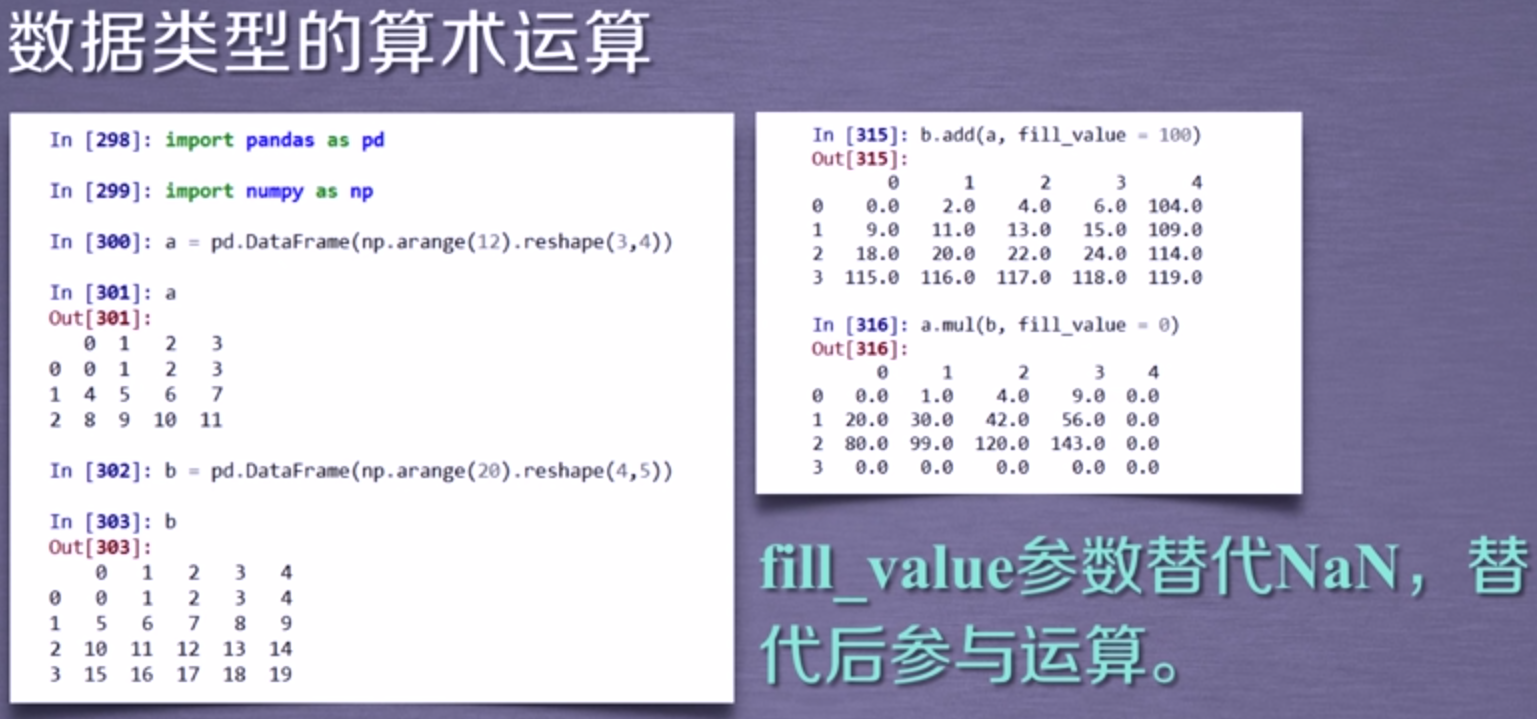 数据类型的算术运算
In [298]: import pandas as pd
In [299]: import numpy as np
In [300]: a = pd.DataFrame(np.arange(12).reshape(3,4))
In [301]: a
Out[301]:
0 1 2 3
0 0 1 2 3
1 4 5 6 7
2 8 9 10 11
In [302]: b = pd.DataFrame(np.arange(20).reshape(4,5))
In [303]: b
Out[303]:
0 1 2 3 4
0 0 1 2 3 4
1 5 6 7 8 9
2 10 11 12 13 14
3 15 16 17 18 19
In [315]: b.add(a, fill_value = 100)
Out[315]:
0 1 2 3 4
0 0.0 2.0 4.0 6.0 104.0
1 9.0 11.0 13.0 15.0 109.0
2 18.0 20.0 22.0 24.0 114.0
3 115.0 116.0 117.0 118.0 119.0
In [316]: a.mul(b, fill_value = 0)
Out[316]:
0 1 2 3 4
0 0.0 1.0 4.0 9.0 0.0
1 20.0 30.0 42.0 56.0 0.0
2 80.0 99.0 120.0 143.0 0.0
3 0.0 0.0 0.0 0.0 0.0
fill_value参数替代NaN，替
代后参与运算。